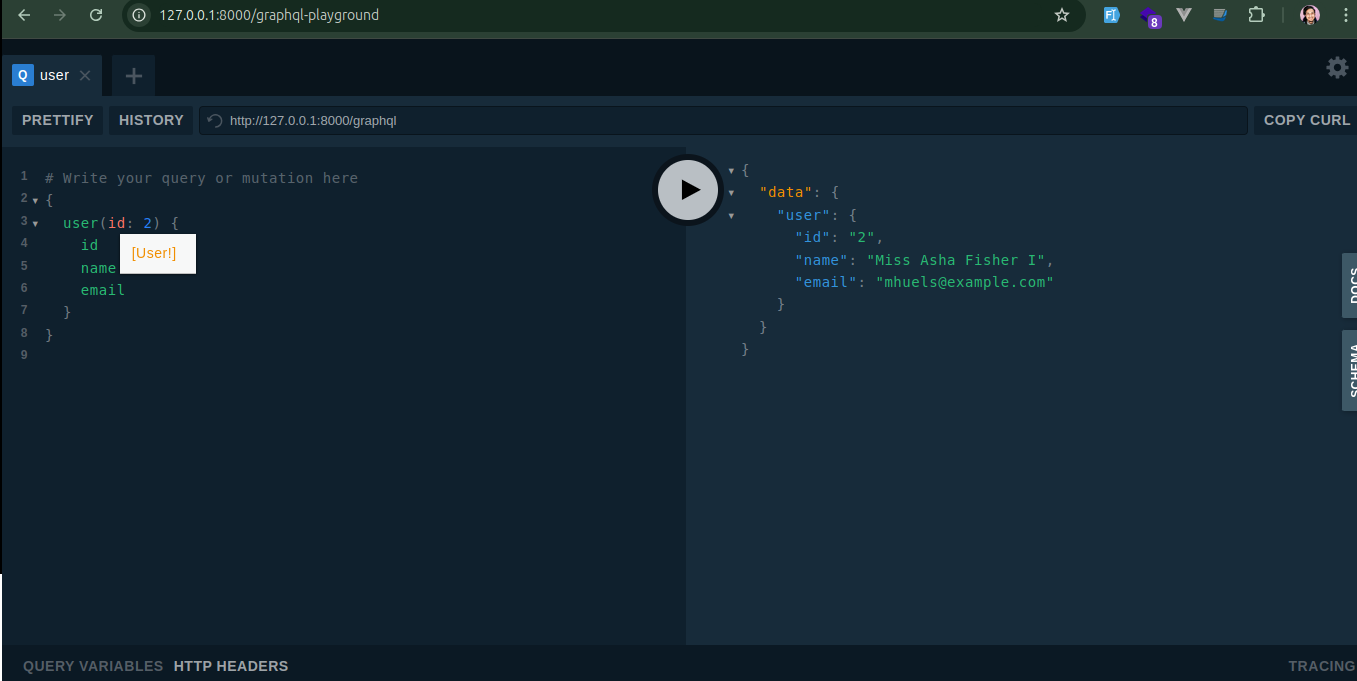 127.0.0.1:8000/graphql-playground
8
Q user
PRETTIFY HISTORY http://127.0.0.1:8000/graphql COPY CURL
1 # Write your query or mutation here
2 {
3 user(id: 2) {
4 id
[User!]
5 name
6 email
7 }
8 }
9
{
"data": {
"user": {
"id": "2",
"name": "Miss Asha Fisher I",
"email": "mhuels@example.com"
}
}
}
DOCS
SCHEMA
QUERY VARIABLES HTTP HEADERS TRACING